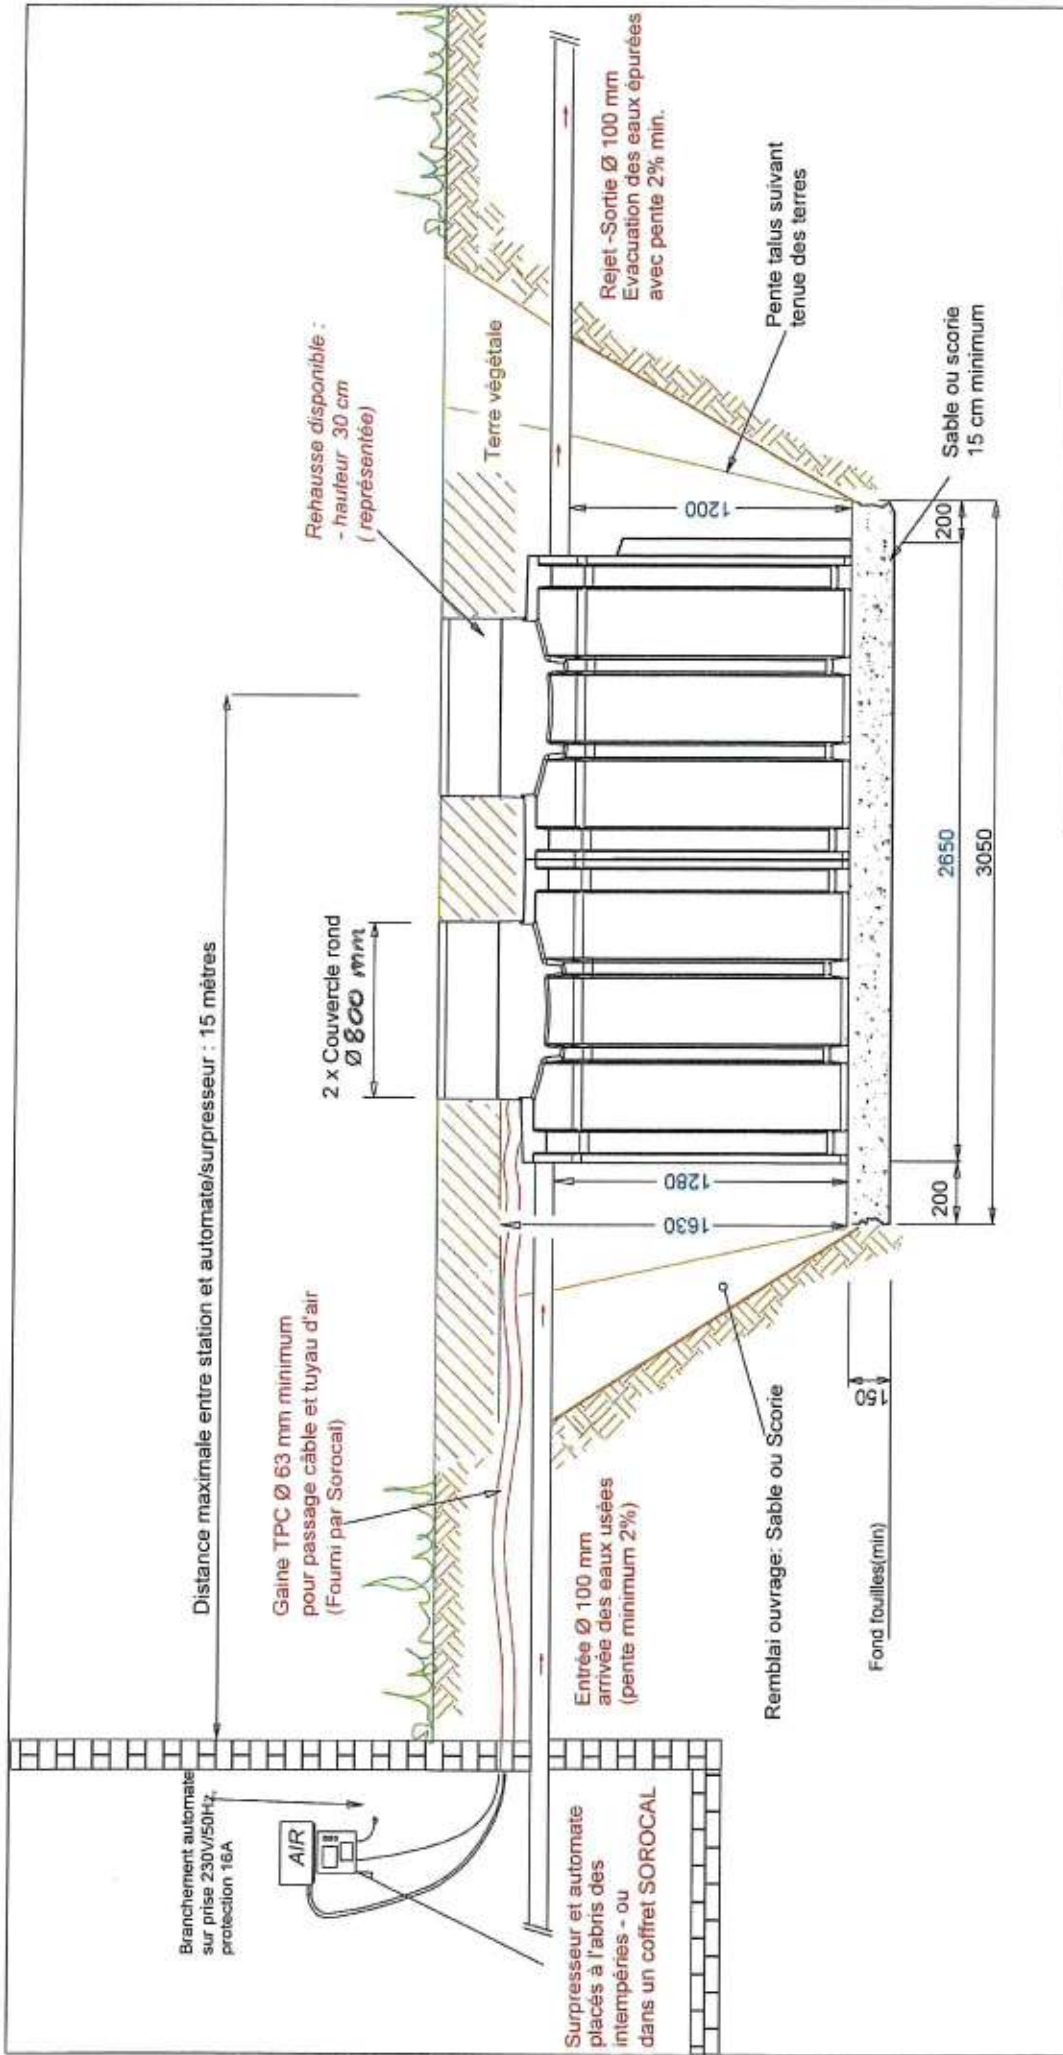 Branchement automate
sur prise 230V/50Hz,
protection 16A
AIR
Surpresseur et automate
placés à l'abris des
intempéries - ou
dans un coffret SOROCAL
Distance maximale entre station et automate/surpresseur : 15 mètres
Gaine TPC Ø 63 mm minimum
pour passage câble et tuyau d'air
(Fourni par Sorocal)
2 x Couvercle rond
Ø 800 mm
Rehausse disponible :
- hauteur 30 cm
( représentée)
Terre végétale
Entrée Ø 100 mm
arrivée des eaux usées
(pente minimum 2%)
Rejet -Sortie Ø 100 mm
Evacuation des eaux épurées
avec pente 2% min.
Pente talus suivant
tenue des terres
Sable ou scorie
15 cm minimum
Remblai ouvrage: Sable ou Scorie
Fond fouilles(min)
150
1630
1280
1200
200
2650
200
3050